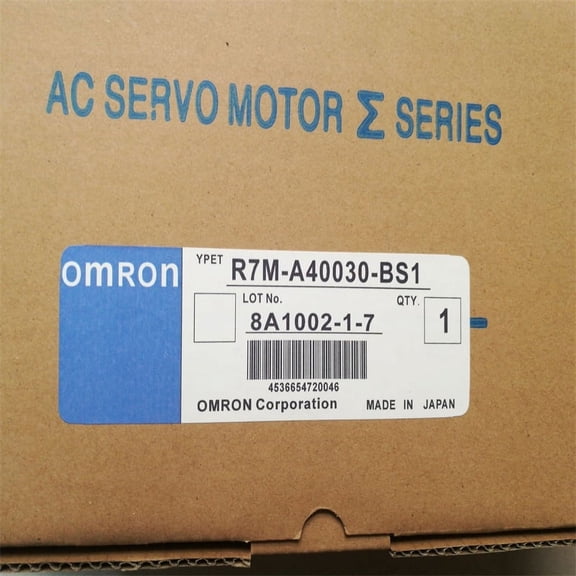 AC SERVO MOTOR Σ SERIES
OMRON
YPET R7M-A40030-BS1
LOT No. QTY.
8A1002-1-7 1
4536654720046
OMRON Corporation MADE IN JAPAN